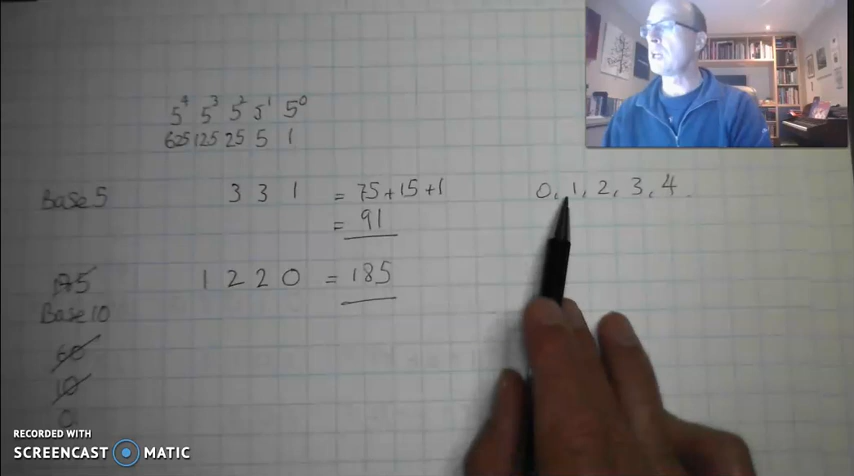 5⁴ 5³ 5² 5¹ 5⁰
625 125 25 5 1
Base 5 3 3 1 = 75+15+1 0, 1, 2, 3, 4
= 91
1 2 2 0 = 185
Base 10
60
10
0
RECORDED WITH
SCREENCAST MATIC